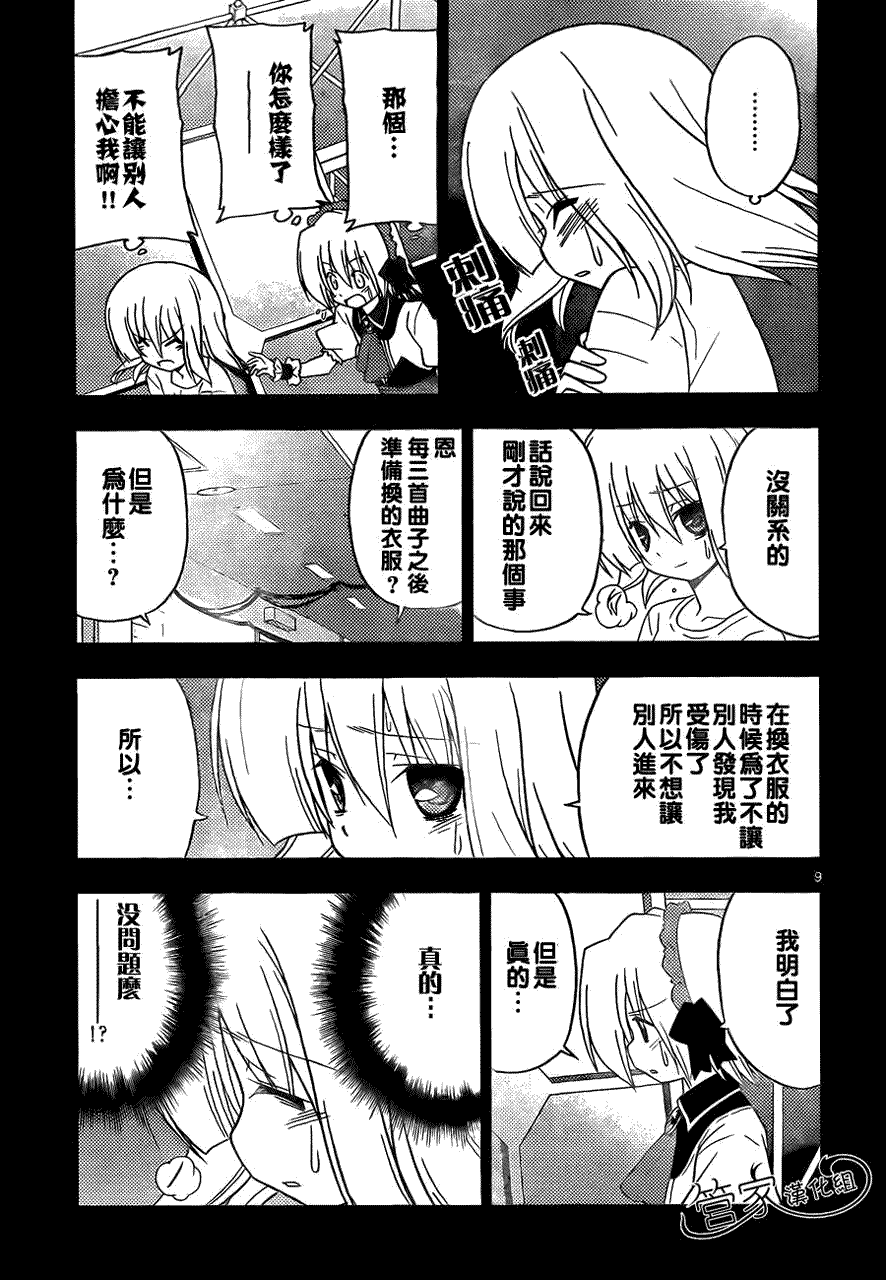 ………
刺痛
刺痛
那個…
你怎麼樣了
──
不能讓別人
擔心我啊!!
沒關系的
話說回來
剛才說的那個事
恩
每三首曲子之後
準備換的衣服？
但是
爲什麼…？
在換衣服的
時候爲了不讓
別人發現我
受傷了
所以不想讓
別人進來
所以…
9
我明白了
但是
眞的…
真的…
没問題麼
──!?
管家漢化組